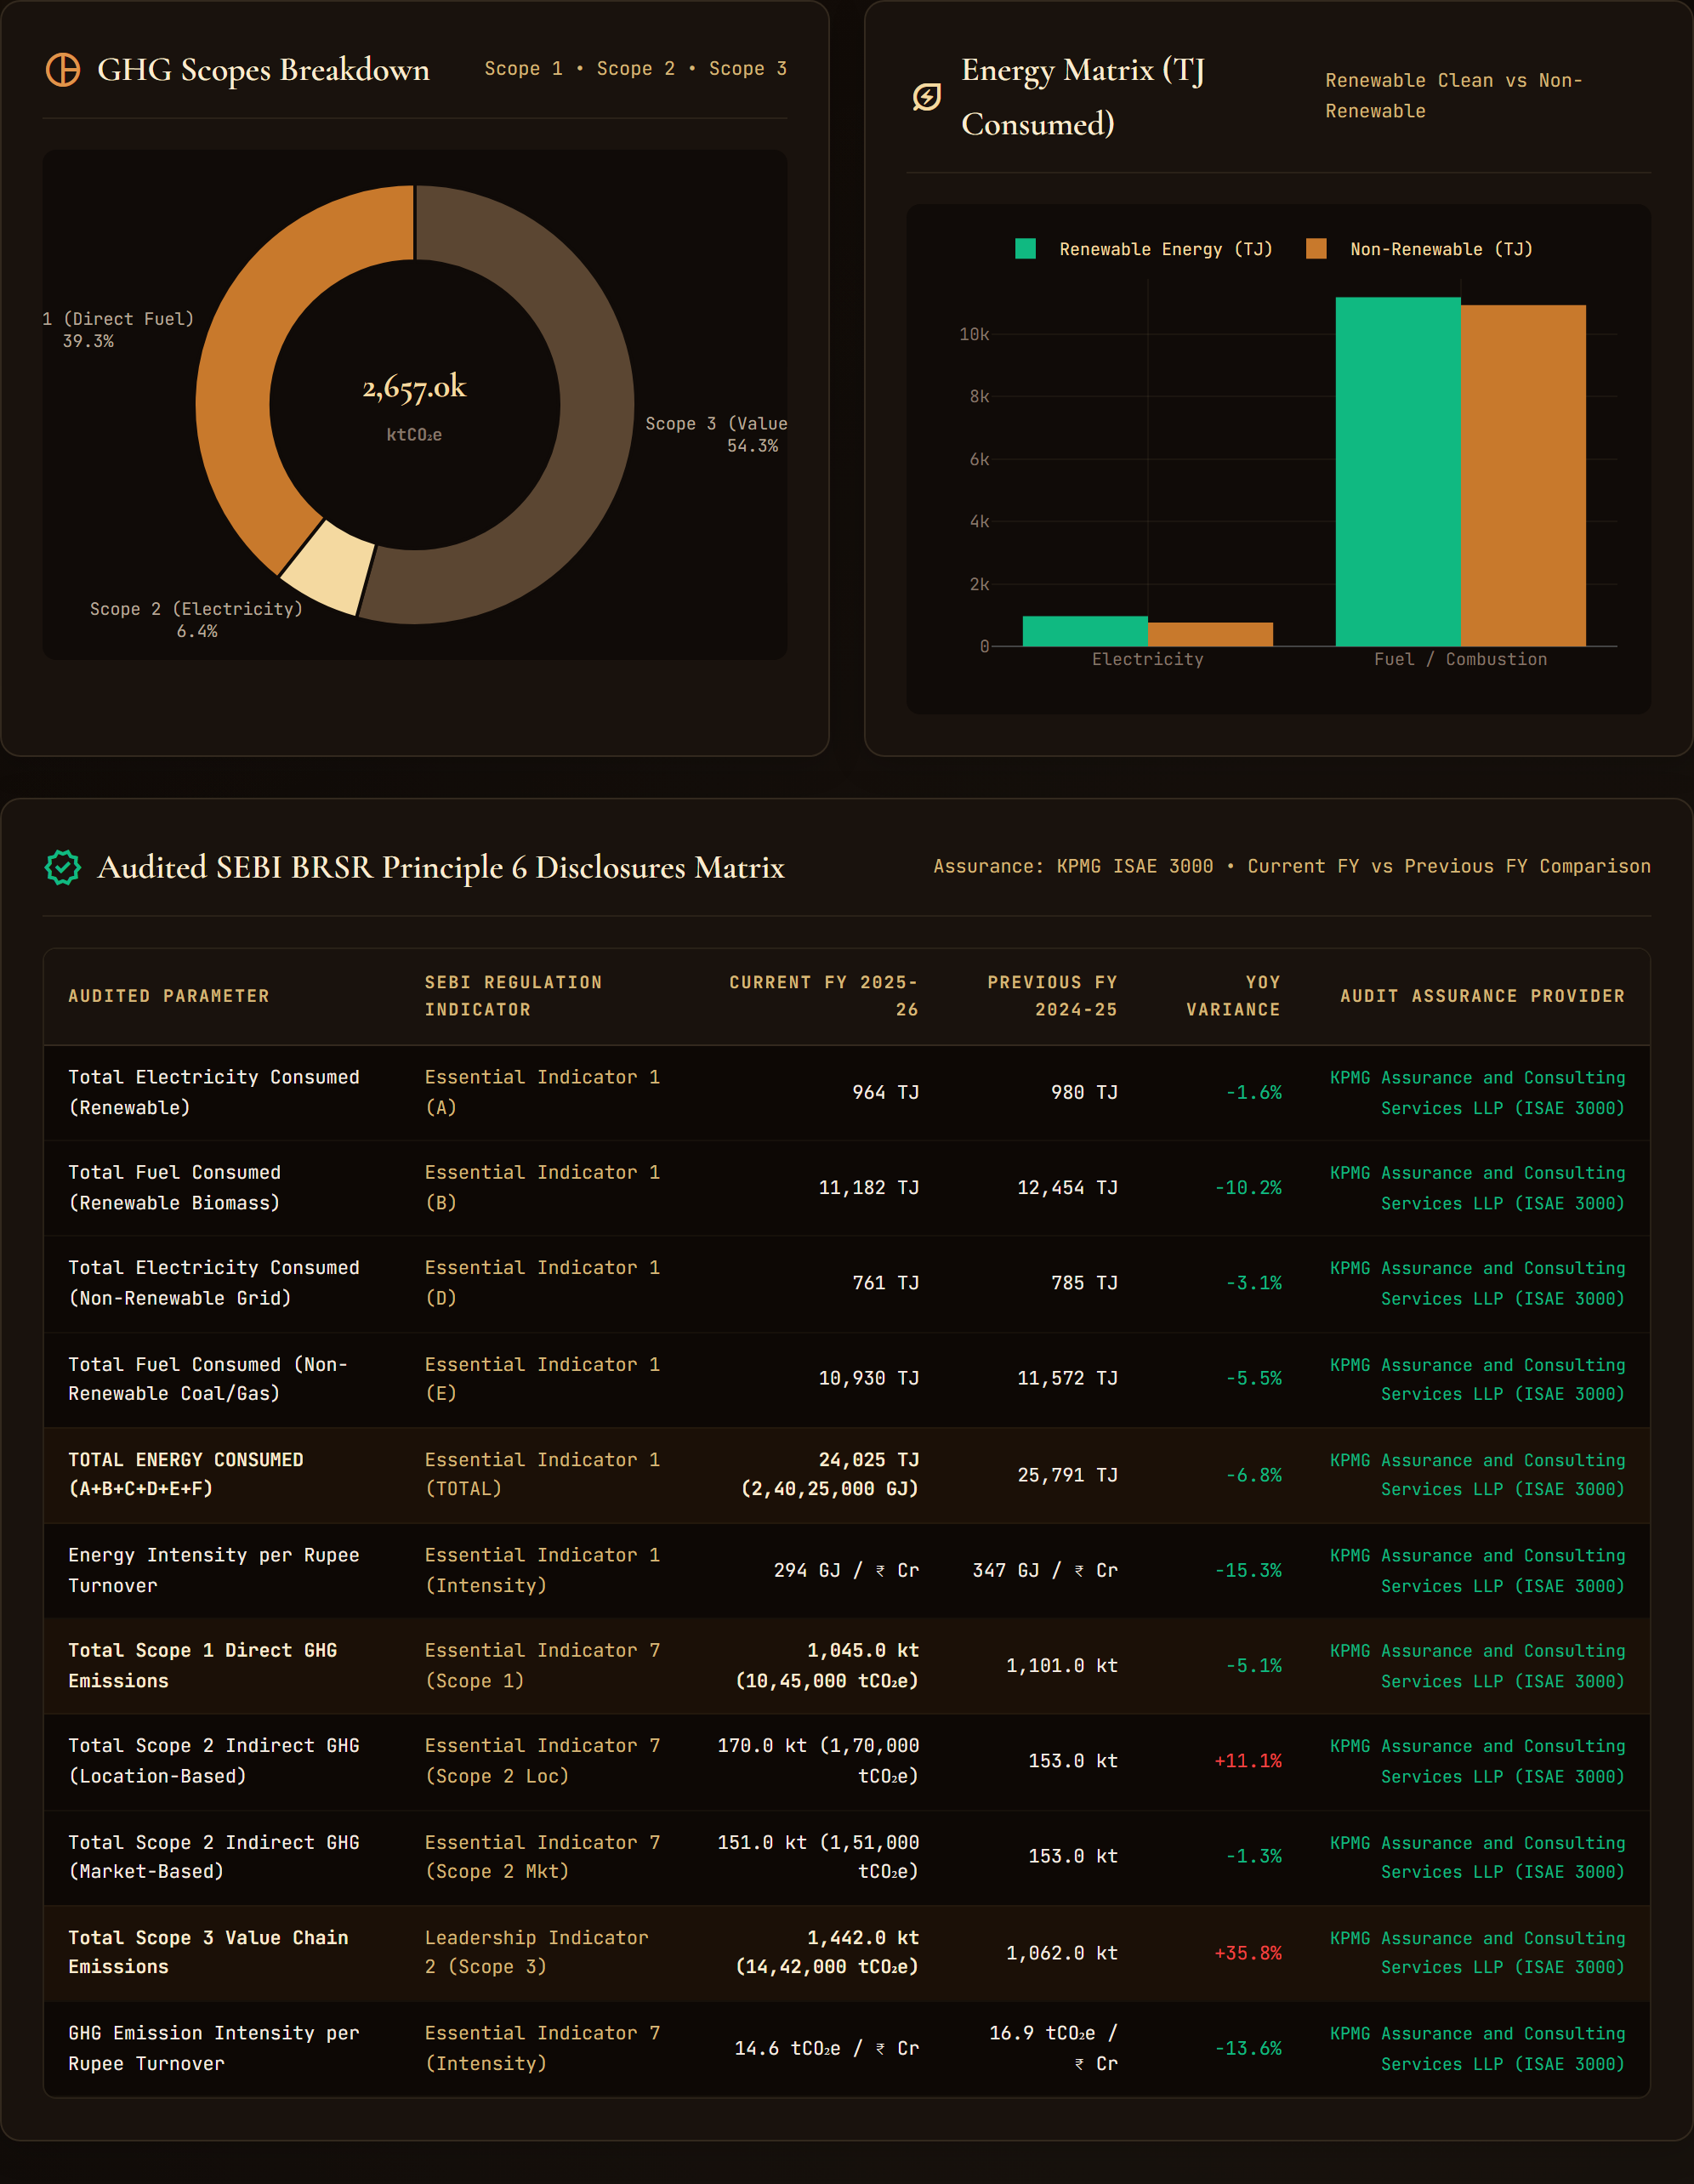 GHG Scopes Breakdown
Scope 1 • Scope 2 • Scope 3
1 (Direct Fuel)
39.3%
2,657.0k
ktCO₂e
Scope 3 (Value
54.3%
Scope 2 (Electricity)
6.4%
Energy Matrix (TJ
Consumed)
Renewable Clean vs Non-
Renewable
Renewable Energy (TJ)
Non-Renewable (TJ)
10k
8k
6k
4k
2k
0
Electricity
Fuel / Combustion
Audited SEBI BRSR Principle 6 Disclosures Matrix
Assurance: KPMG ISAE 3000 • Current FY vs Previous FY Comparison
AUDITED PARAMETER
SEBI REGULATION
INDICATOR
CURRENT FY 2025-
26
PREVIOUS FY
2024-25
YOY
VARIANCE
AUDIT ASSURANCE PROVIDER
Total Electricity Consumed
(Renewable)
Essential Indicator 1
(A)
964 TJ
980 TJ
-1.6%
KPMG Assurance and Consulting
Services LLP (ISAE 3000)
Total Fuel Consumed
(Renewable Biomass)
Essential Indicator 1
(B)
11,182 TJ
12,454 TJ
-10.2%
KPMG Assurance and Consulting
Services LLP (ISAE 3000)
Total Electricity Consumed
(Non-Renewable Grid)
Essential Indicator 1
(D)
761 TJ
785 TJ
-3.1%
KPMG Assurance and Consulting
Services LLP (ISAE 3000)
Total Fuel Consumed (Non-
Renewable Coal/Gas)
Essential Indicator 1
(E)
10,930 TJ
11,572 TJ
-5.5%
KPMG Assurance and Consulting
Services LLP (ISAE 3000)
TOTAL ENERGY CONSUMED
(A+B+C+D+E+F)
Essential Indicator 1
(TOTAL)
24,025 TJ
(2,40,25,000 GJ)
25,791 TJ
-6.8%
KPMG Assurance and Consulting
Services LLP (ISAE 3000)
Energy Intensity per Rupee
Turnover
Essential Indicator 1
(Intensity)
294 GJ / ₹ Cr
347 GJ / ₹ Cr
-15.3%
KPMG Assurance and Consulting
Services LLP (ISAE 3000)
Total Scope 1 Direct GHG
Emissions
Essential Indicator 7
(Scope 1)
1,045.0 kt
(10,45,000 tCO₂e)
1,101.0 kt
-5.1%
KPMG Assurance and Consulting
Services LLP (ISAE 3000)
Total Scope 2 Indirect GHG
(Location-Based)
Essential Indicator 7
(Scope 2 Loc)
170.0 kt (1,70,000
tCO₂e)
153.0 kt
+11.1%
KPMG Assurance and Consulting
Services LLP (ISAE 3000)
Total Scope 2 Indirect GHG
(Market-Based)
Essential Indicator 7
(Scope 2 Mkt)
151.0 kt (1,51,000
tCO₂e)
153.0 kt
-1.3%
KPMG Assurance and Consulting
Services LLP (ISAE 3000)
Total Scope 3 Value Chain
Emissions
Leadership Indicator
2 (Scope 3)
1,442.0 kt
(14,42,000 tCO₂e)
1,062.0 kt
+35.8%
KPMG Assurance and Consulting
Services LLP (ISAE 3000)
GHG Emission Intensity per
Rupee Turnover
Essential Indicator 7
(Intensity)
14.6 tCO₂e / ₹ Cr
16.9 tCO₂e /
₹ Cr
-13.6%
KPMG Assurance and Consulting
Services LLP (ISAE 3000)